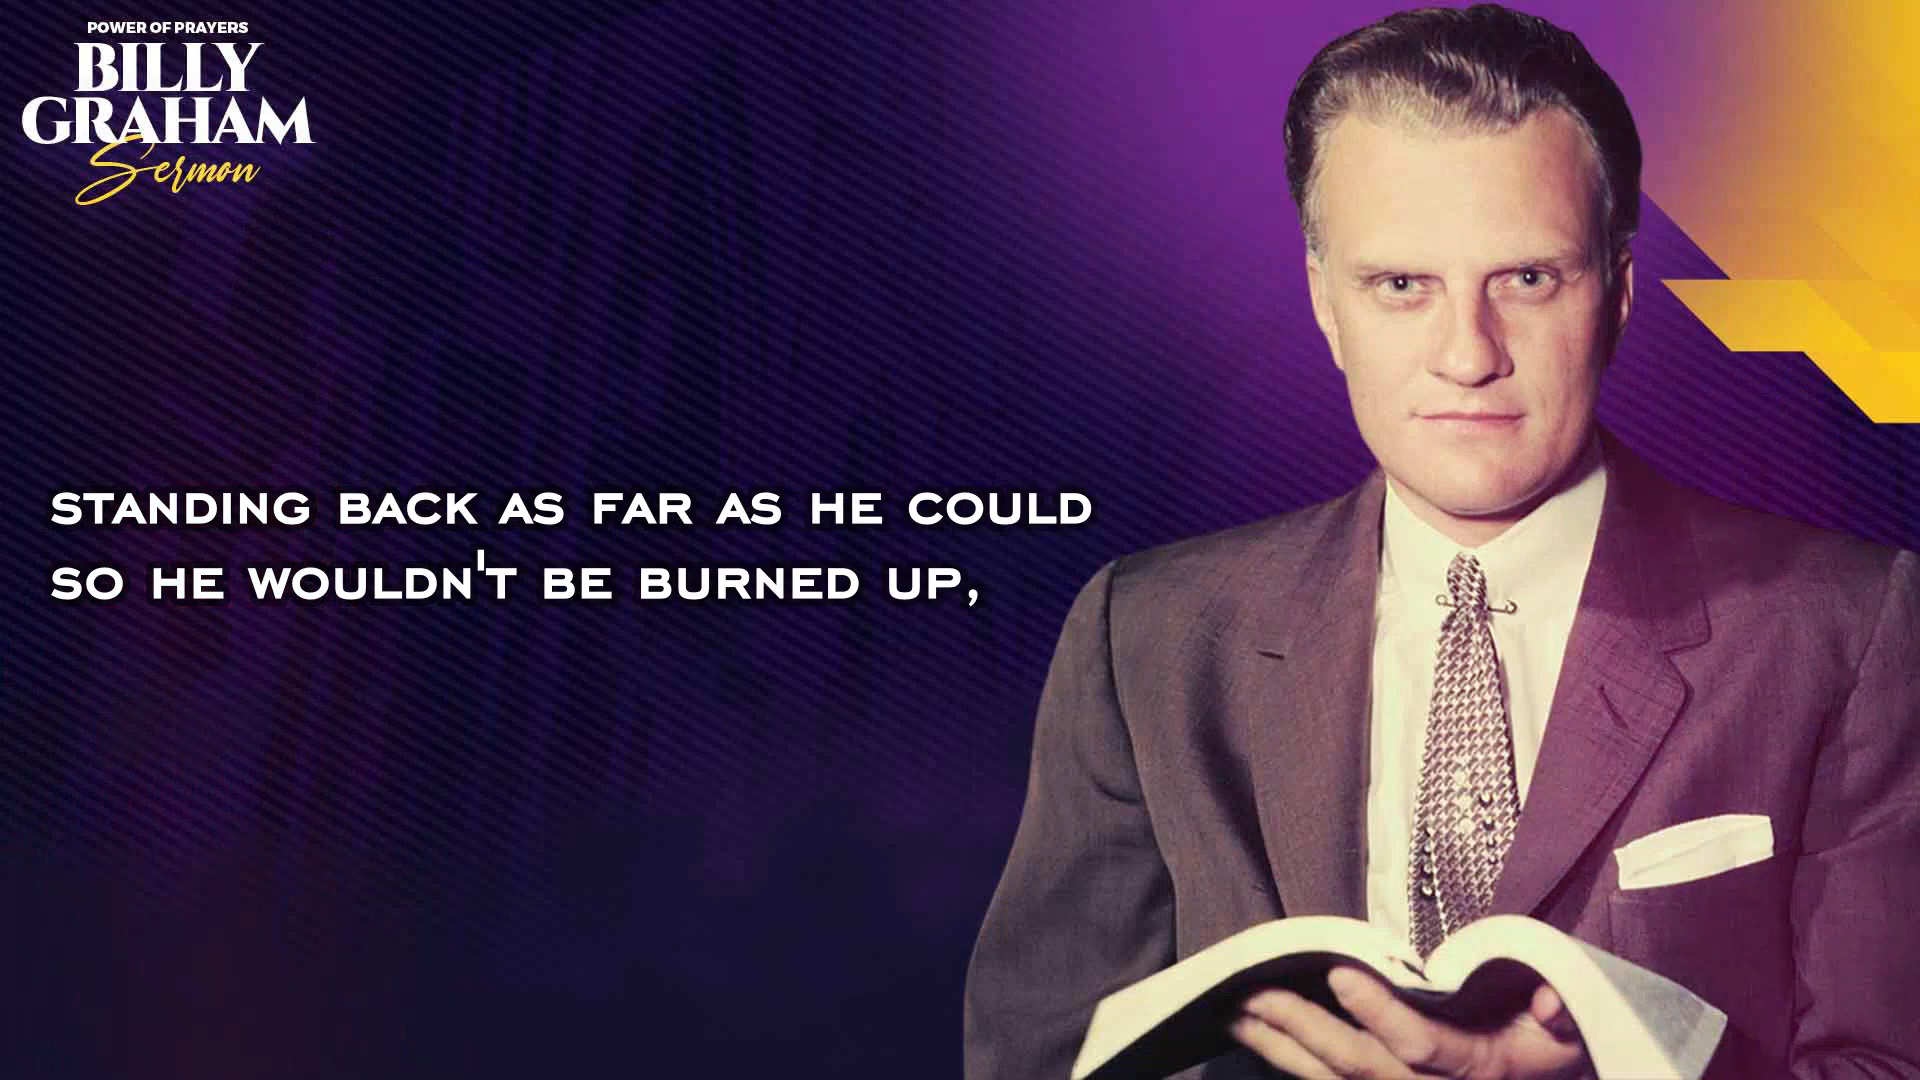 POWER OF PRAYERS
BILLY
GRAHAM
Sermon
STANDING BACK AS FAR AS HE COULD
SO HE WOULDN'T BE BURNED UP,